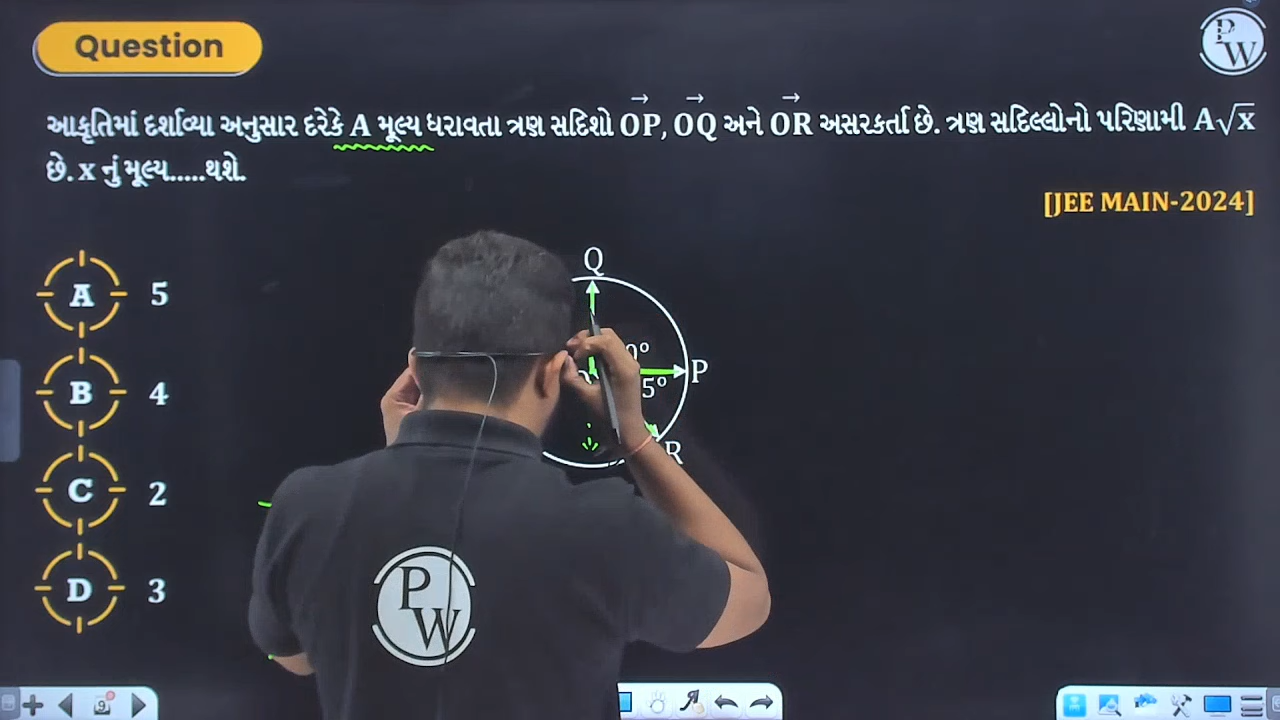 Question
PW
આકૃતિમાં દર્શાવ્યા અનુસાર દરેકે A મૂલ્ય ધરાવતા ત્રણ સદિશો OP, OQ અને OR અસરકર્તા છે. ત્રણ સદિલ્લોનો પરિણામી A√x
છે. x નું મૂલ્ય.....થશે.
[JEE MAIN-2024]
A 5
B 4
C 2
D 3
Q
P
R
PW